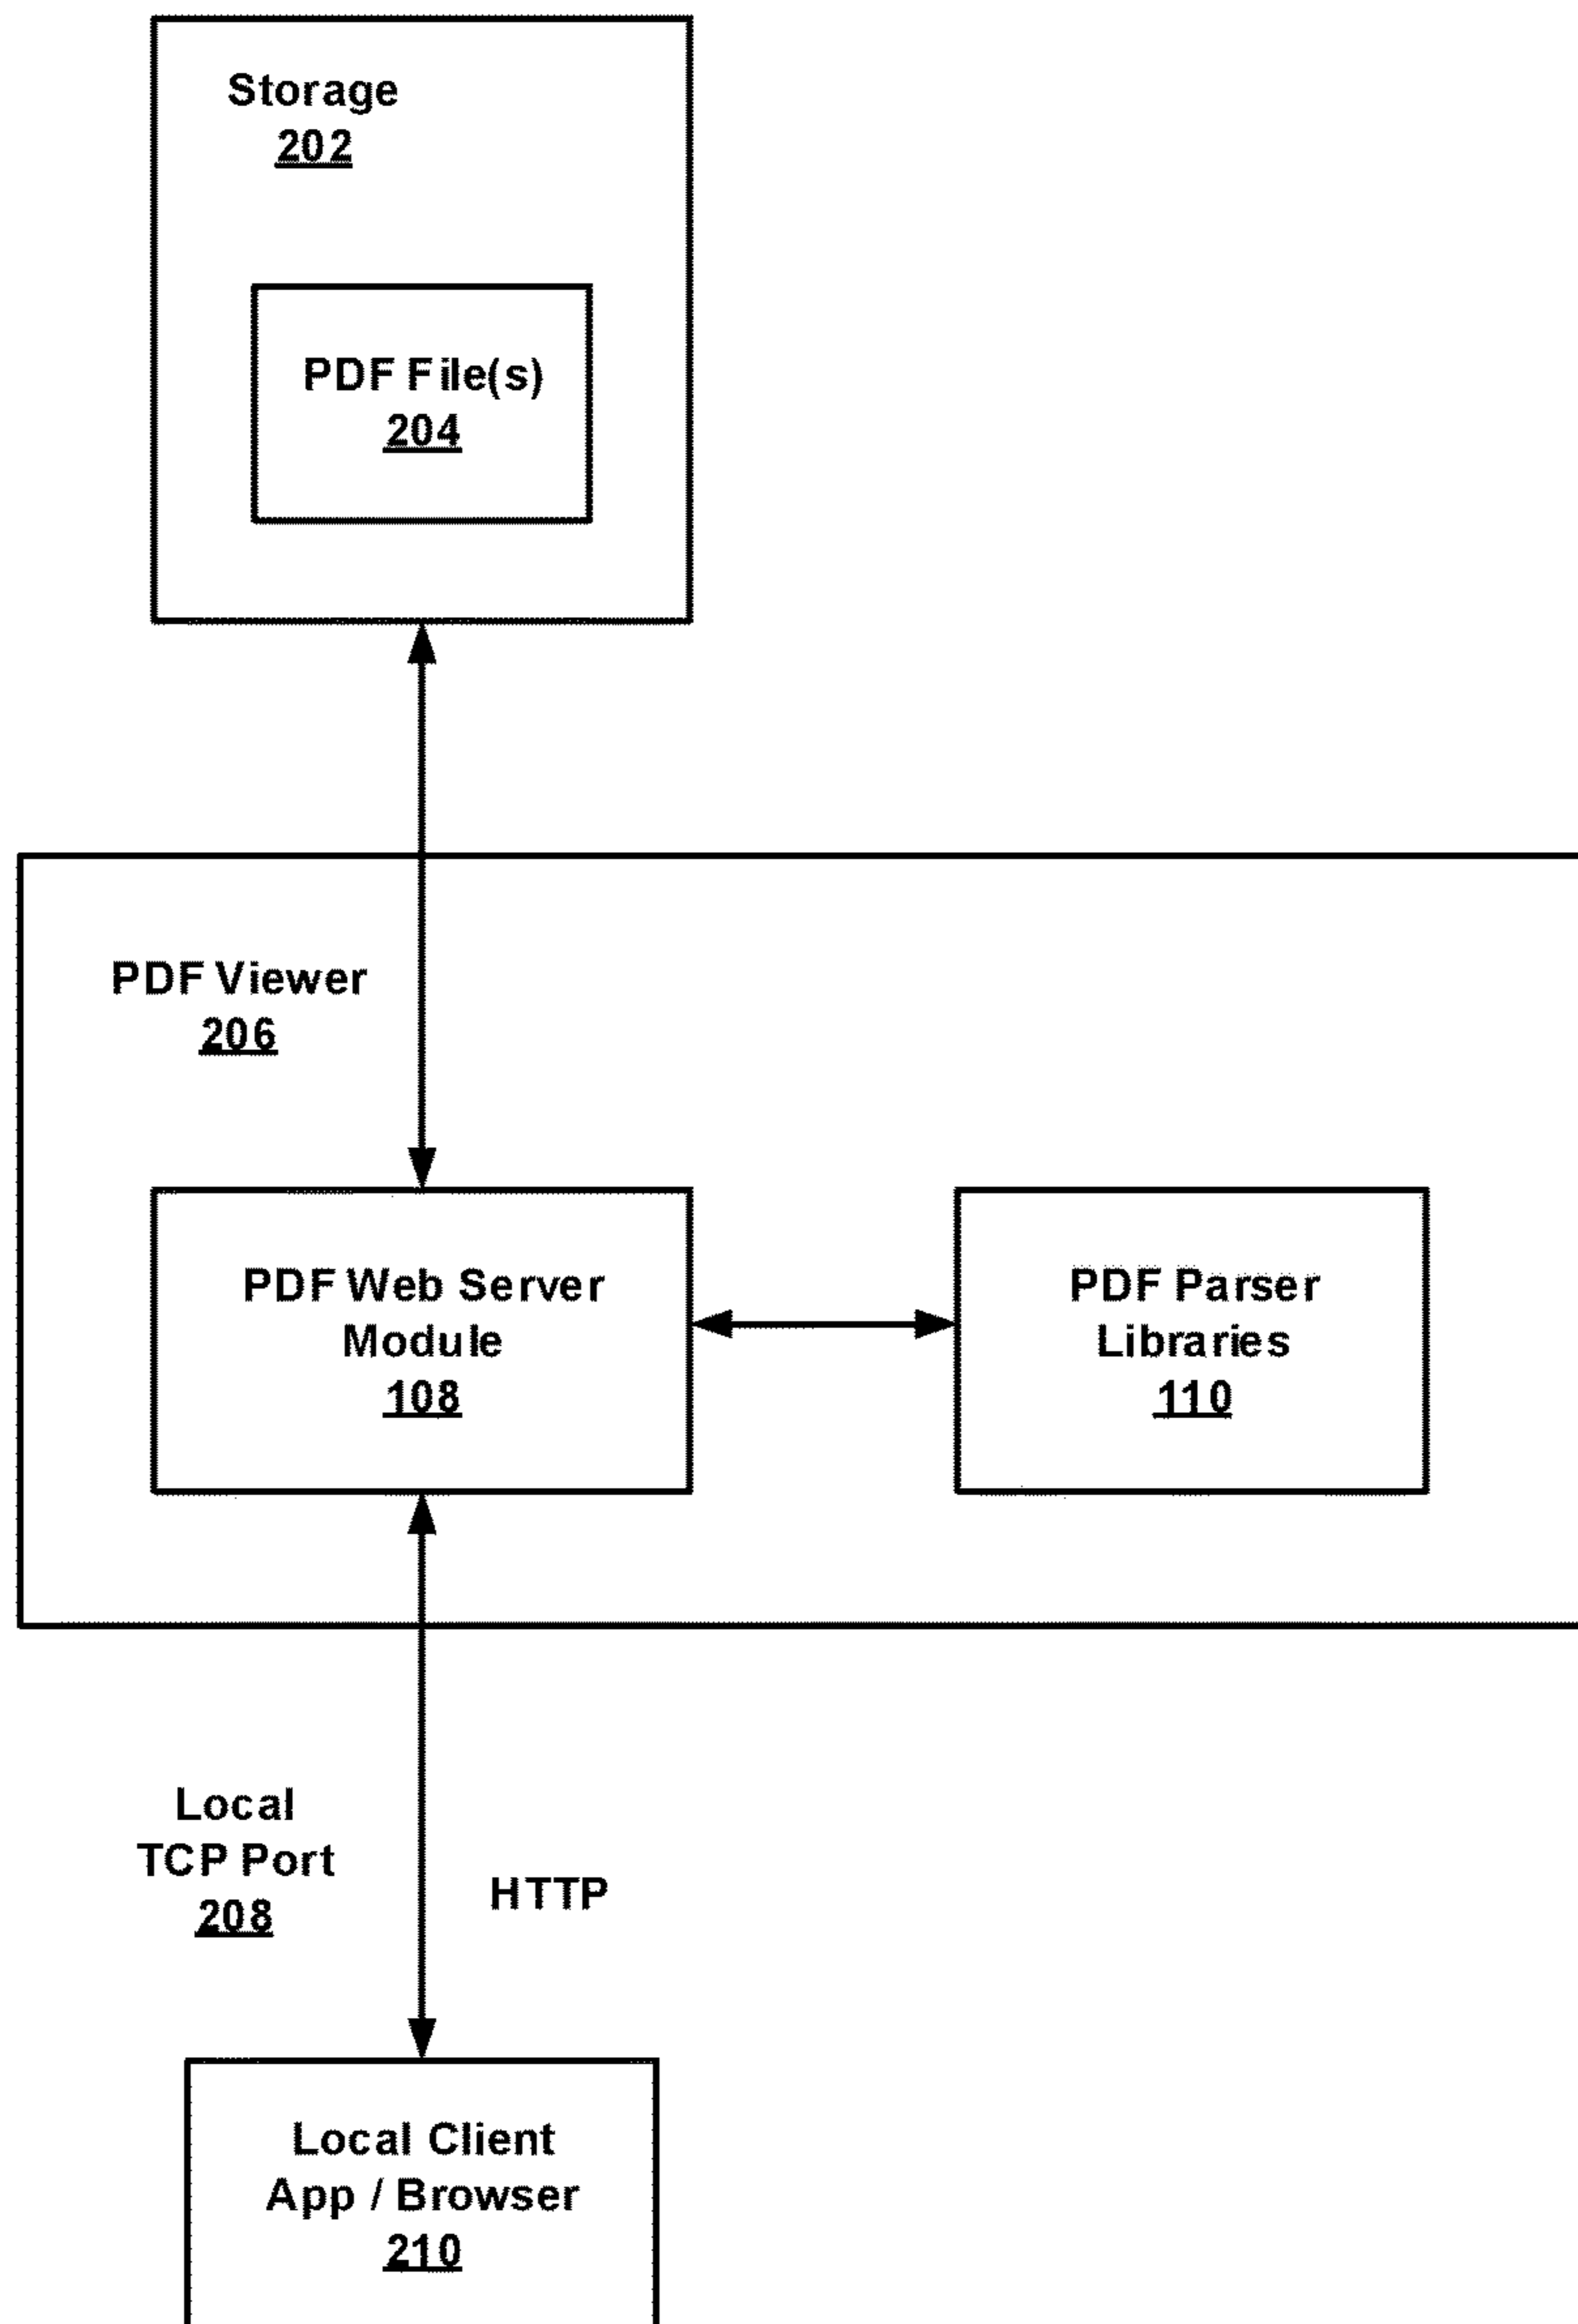 Storage
202
PDF File(s)
204
PDF Viewer
206
PDF Web Server
Module
108
PDF Parser
Libraries
110
Local
TCP Port
208
HTTP
Local Client
App / Browser
210